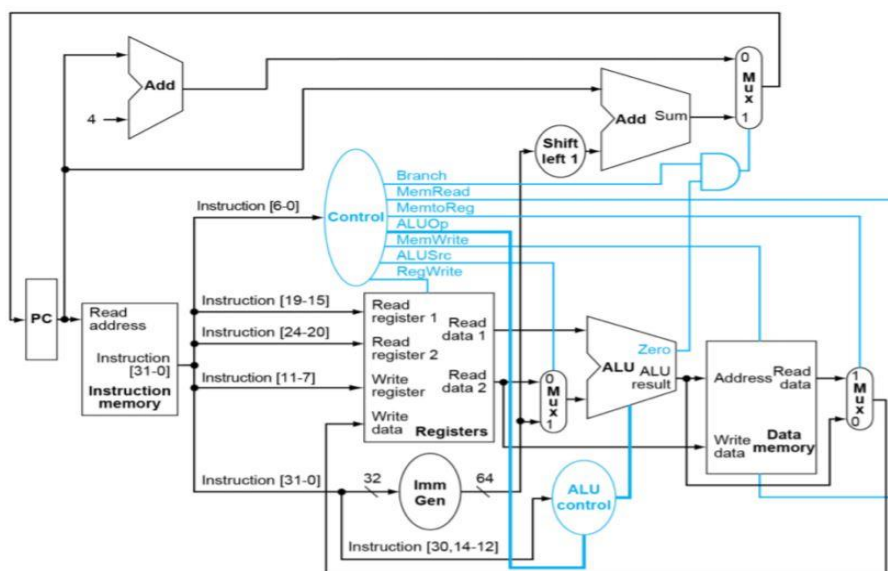 Add
4
0
Mux
1
Add
Sum
Shift
left 1
Branch
MemRead
MemtoReg
ALUOp
MemWrite
ALUSrc
RegWrite
Control
Instruction [6-0]
PC
Read
address
Instruction
[31-0]
Instruction
memory
Instruction [19-15]
Instruction [24-20]
Instruction [11-7]
Read
register 1
Read
register 2
Write
register
Write
data
Read
data 1
Read
data 2
Registers
0
Mux
1
Zero
ALU
ALU
result
Address
Read
data
Write
data
Data
memory
1
Mux
0
Instruction [31-0]
32
Imm
Gen
64
ALU
control
Instruction [30,14-12]